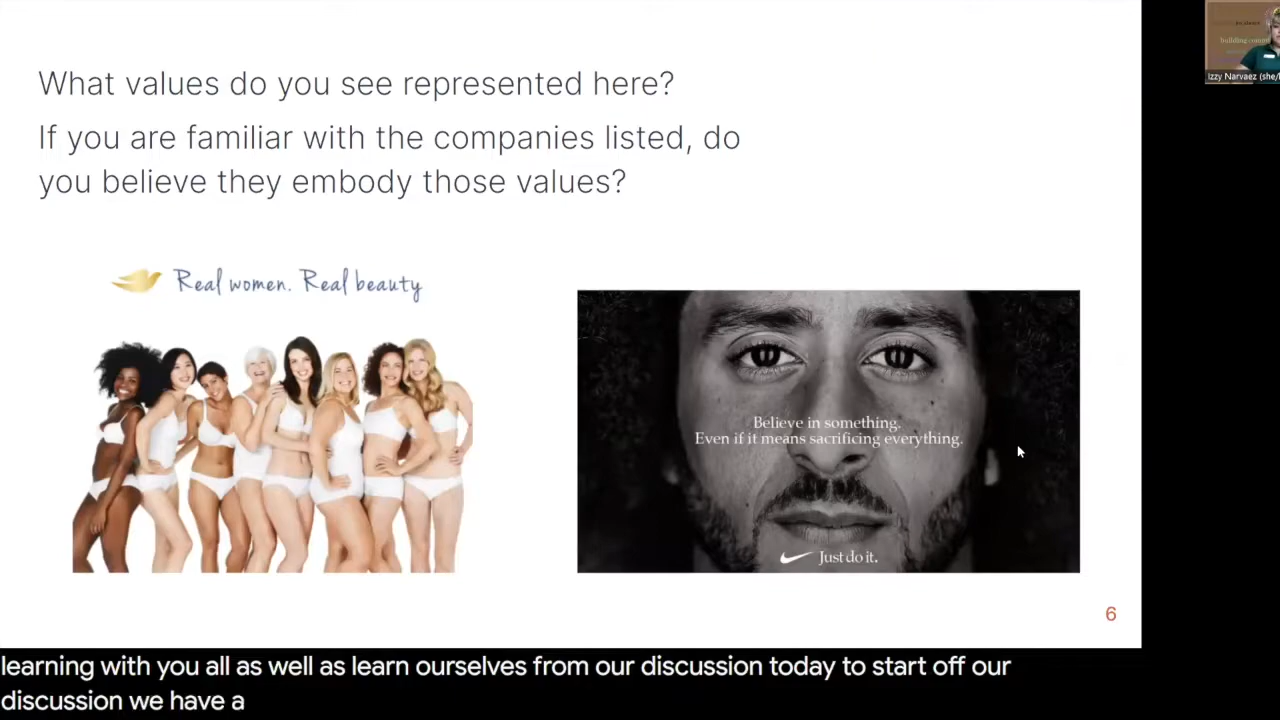 What values do you see represented here?
If you are familiar with the companies listed, do
you believe they embody those values?
Real women. Real beauty
Believe in something.
Even if it means sacrificing everything.
Just do it.
6
Izzy Narvaez (she/
learning with you all as well as learn ourselves from our discussion today to start off our
discussion we have a